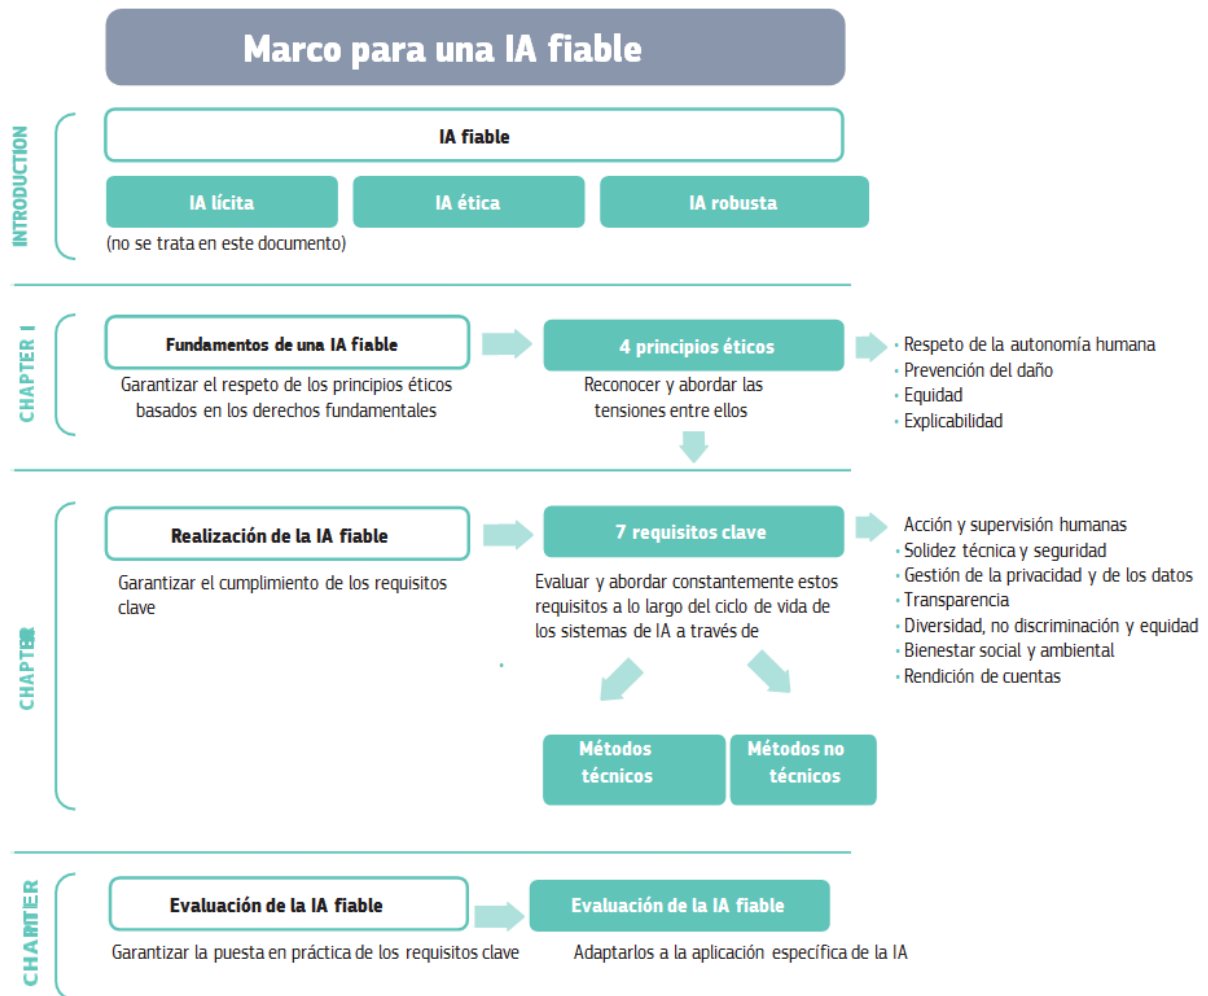 Marco para una IA fiable
INTRODUCTION
IA fiable
IA lícita
IA ética
IA robusta
(no se trata en este documento)
CHAPTER I
Fundamentos de una IA fiable
Garantizar el respeto de los principios éticos
basados en los derechos fundamentales
4 principios éticos
Reconocer y abordar las
tensiones entre ellos
• Respeto de la autonomía humana
• Prevención del daño
• Equidad
• Explicabilidad
CHAPTER
Realización de la IA fiable
Garantizar el cumplimiento de los requisitos
clave
7 requisitos clave
Evaluar y abordar constantemente estos
requisitos a lo largo del ciclo de vida de
los sistemas de IA a través de
Acción y supervisión humanas
• Solidez técnica y seguridad
• Gestión de la privacidad y de los datos
• Transparencia
• Diversidad, no discriminación y equidad
• Bienestar social y ambiental
• Rendición de cuentas
Métodos
técnicos
Métodos no
técnicos
Evaluación de la IA fiable
Garantizar la puesta en práctica de los requisitos clave
Evaluación de la IA fiable
Adaptarlos a la aplicación específica de la IA